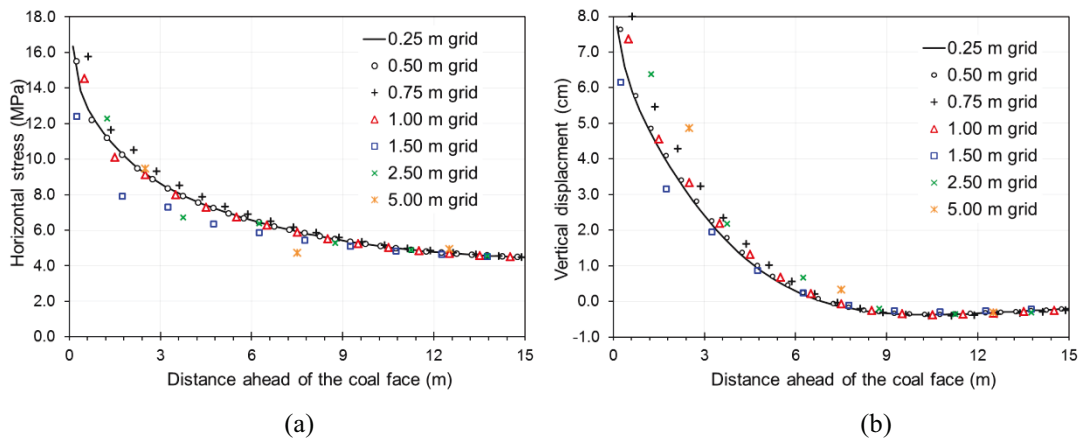 18.0
16.0
14.0
12.0
10.0
8.0
6.0
4.0
2.0
0.0
Horizontal stress (MPa)
0.25 m grid
0.50 m grid
0.75 m grid
1.00 m grid
1.50 m grid
2.50 m grid
5.00 m grid
0 3 6 9 12 15
Distance ahead of the coal face (m)
(a)
8.0
7.0
6.0
5.0
4.0
3.0
2.0
1.0
0.0
-1.0
Vertical displacment (cm)
0.25 m grid
0.50 m grid
0.75 m grid
1.00 m grid
1.50 m grid
2.50 m grid
5.00 m grid
0 3 6 9 12 15
Distance ahead of the coal face (m)
(b)